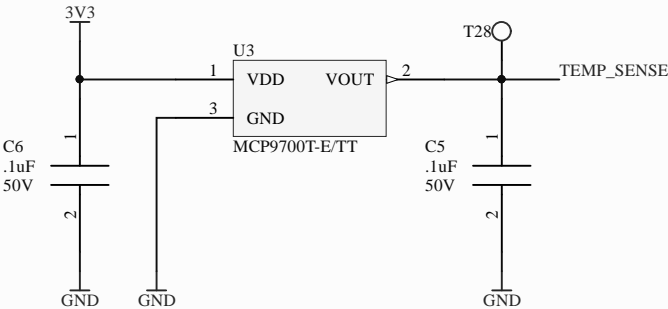 3V3
T28
U3
1 VDD VOUT 2
TEMP_SENSE
3 GND
MCP9700T-E/TT
1
C6
.1uF
50V
2
1
C5
.1uF
50V
2
GND
GND
GND